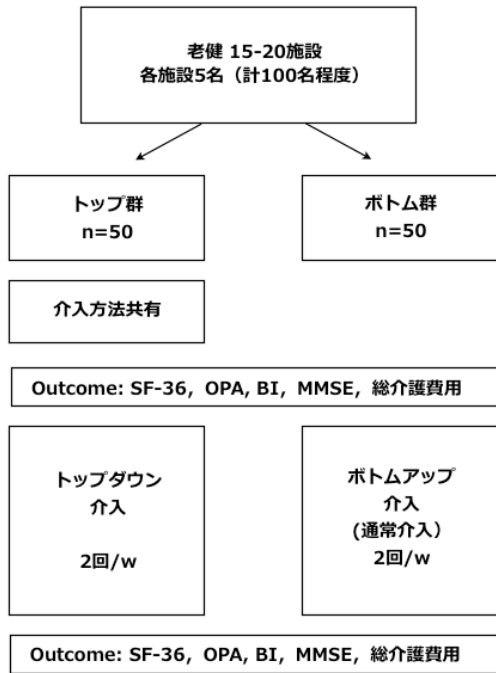 老健 15-20施設
各施設5名（計100名程度）
トップ群
n=50
ボトム群
n=50
介入方法共有
Outcome: SF-36, OPA, BI, MMSE, 総介護費用
トップダウン
介入
2回/w
ボトムアップ
介入
(通常介入）
2回/w
Outcome: SF-36, OPA, BI, MMSE, 総介護費用